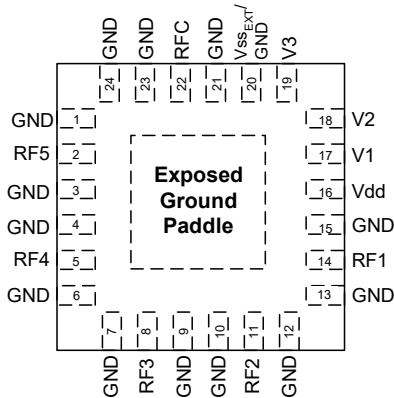 GND
GND
RFC
GND
VssEXT/
GND
V3
24
23
22
21
20
19
GND 1
RF5 2
GND 3
GND 4
RF4 5
GND 6
Exposed
Ground
Paddle
18 V2
17 V1
16 Vdd
15 GND
14 RF1
13 GND
7
8
9
10
11
12
GND
RF3
GND
GND
RF2
GND